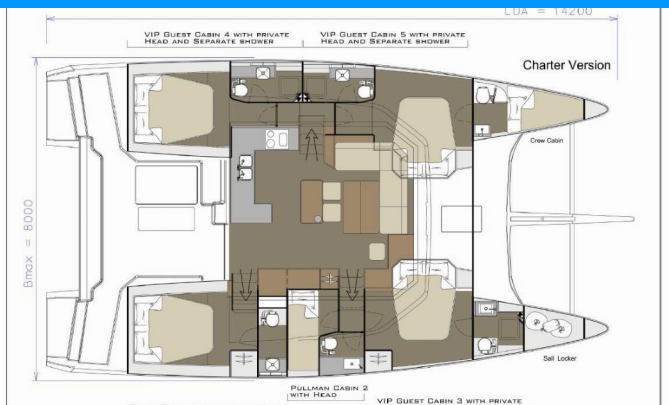 LOA = 14200
VIP GUEST CABIN 4 WITH PRIVATE
HEAD AND SEPARATE SHOWER
VIP GUEST CABIN 5 WITH PRIVATE
HEAD AND SEPARATE SHOWER
Charter Version
Crew Cabin
Bmax = 8000
Sail Locker
PULLMAN CABIN 2
WITH HEAD
VIP GUEST CABIN 3 WITH PRIVATE